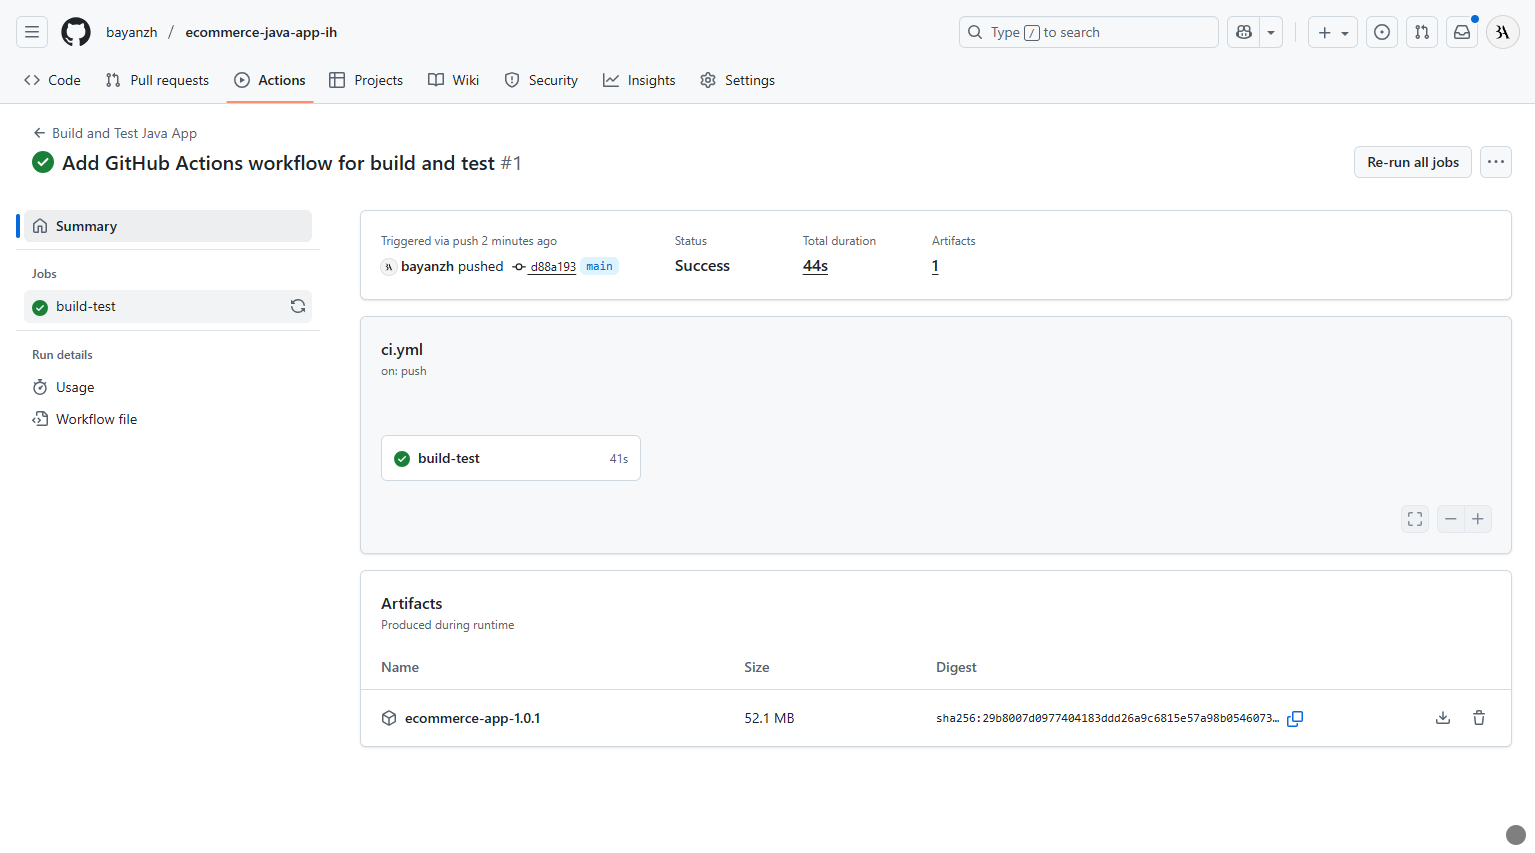 bayanzh / ecommerce-java-app-ih
Type / to search
Code
Pull requests
Actions
Projects
Wiki
Security
Insights
Settings
Build and Test Java App
Add GitHub Actions workflow for build and test #1
Re-run all jobs
Summary
Jobs
build-test
Run details
Usage
Workflow file
Triggered via push 2 minutes ago
bayanzh pushed d88a193 main
Status
Success
Total duration
44s
Artifacts
1
ci.yml
on: push
build-test 41s
Artifacts
Produced during runtime
Name Size Digest
ecommerce-app-1.0.1 52.1 MB sha256:29b8007d0977404183ddd26a9c6815e57a98b0546073…